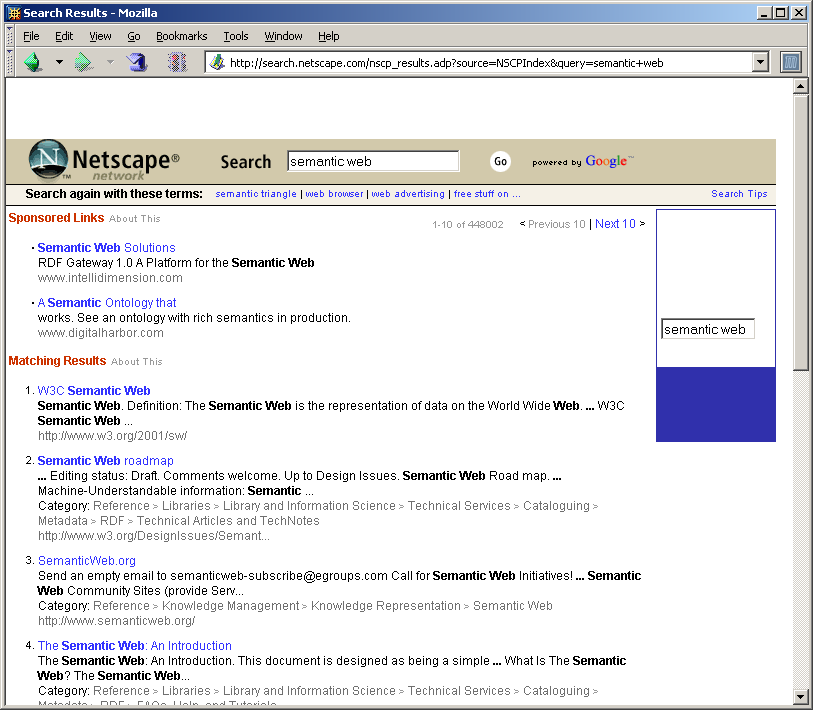 Search Results - Mozilla
File Edit View Go Bookmarks Tools Window Help
http://search.netscape.com/nscp_results.adp?source=NSCPIndex&query=semantic+web
Netscape®
network™
Search semantic web Go powered by Google™
Search again with these terms: semantic triangle | web browser | web advertising | free stuff on ... Search Tips
Sponsored Links About This
1-10 of 448002 < Previous 10 | Next 10 >
· Semantic Web Solutions
RDF Gateway 1.0 A Platform for the Semantic Web
www.intellidimension.com
· A Semantic Ontology that
works. See an ontology with rich semantics in production.
www.digitalharbor.com
semantic web
Matching Results About This
1. W3C Semantic Web
Semantic Web. Definition: The Semantic Web is the representation of data on the World Wide Web. ... W3C
Semantic Web ...
http://www.w3.org/2001/sw/
2. Semantic Web roadmap
... Editing status: Draft. Comments welcome. Up to Design Issues. Semantic Web Road map. ...
Machine-Understandable information: Semantic ...
Category: Reference > Libraries > Library and Information Science > Technical Services > Cataloguing >
Metadata > RDF > Technical Articles and TechNotes
http://www.w3.org/DesignIssues/Semant...
3. SemanticWeb.org
Send an empty email to semanticweb-subscribe@egroups.com Call for Semantic Web Initiatives! ... Semantic
Web Community Sites (provide Serv...
Category: Reference > Knowledge Management > Knowledge Representation > Semantic Web
http://www.semanticweb.org/
4. The Semantic Web: An Introduction
The Semantic Web: An Introduction. This document is designed as being a simple ... What Is The Semantic
Web? The Semantic Web...
Category: Reference > Libraries > Library and Information Science > Technical Services > Cataloguing >
Metadata > RDF > FAQs, Help, and Tutorials